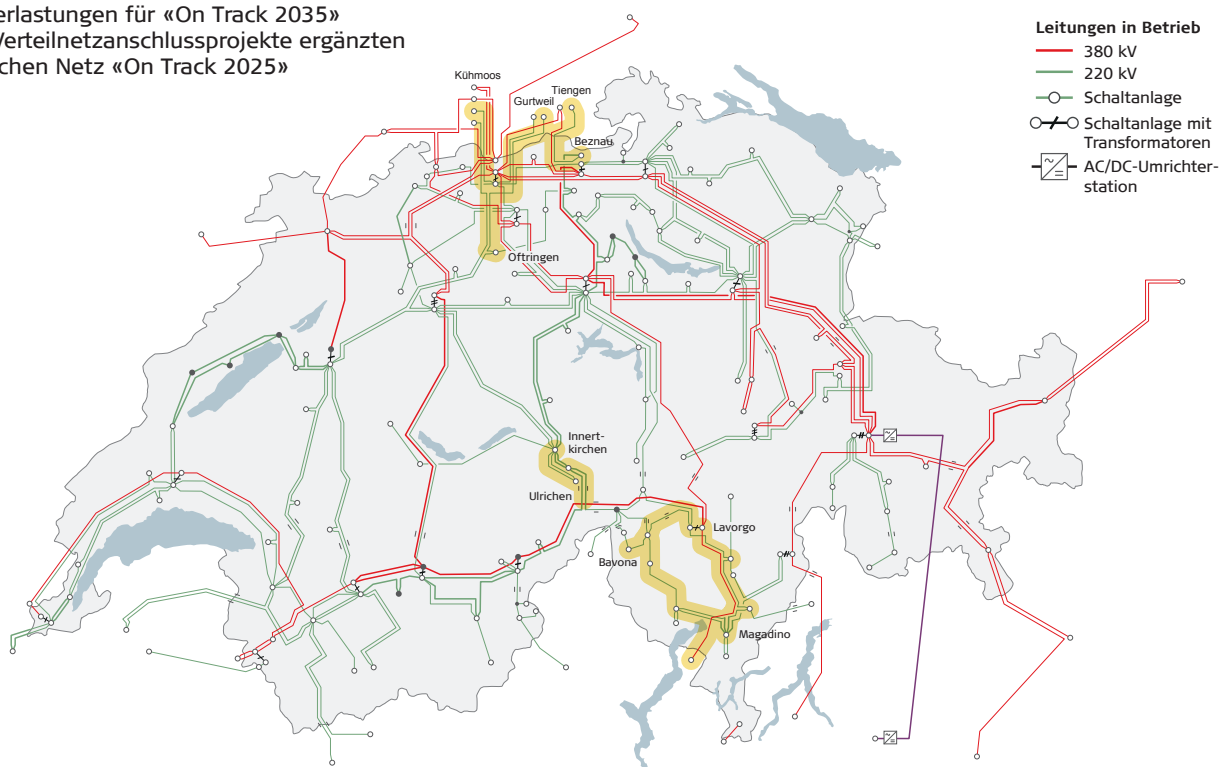 erlastungen für «On Track 2035»
Verteilnetzanschlussprojekte ergänzten
chen Netz «On Track 2025»
Leitungen in Betrieb
380 kV
220 kV
Schaltanlage
Schaltanlage mit
Transformatoren
AC/DC-Umrichter-
station
Kühmoos
Tiengen
Gurtweil
Beznau
Oftringen
Innert-
kirchen
Ulrichen
Lavorgo
Bavona
Magadino